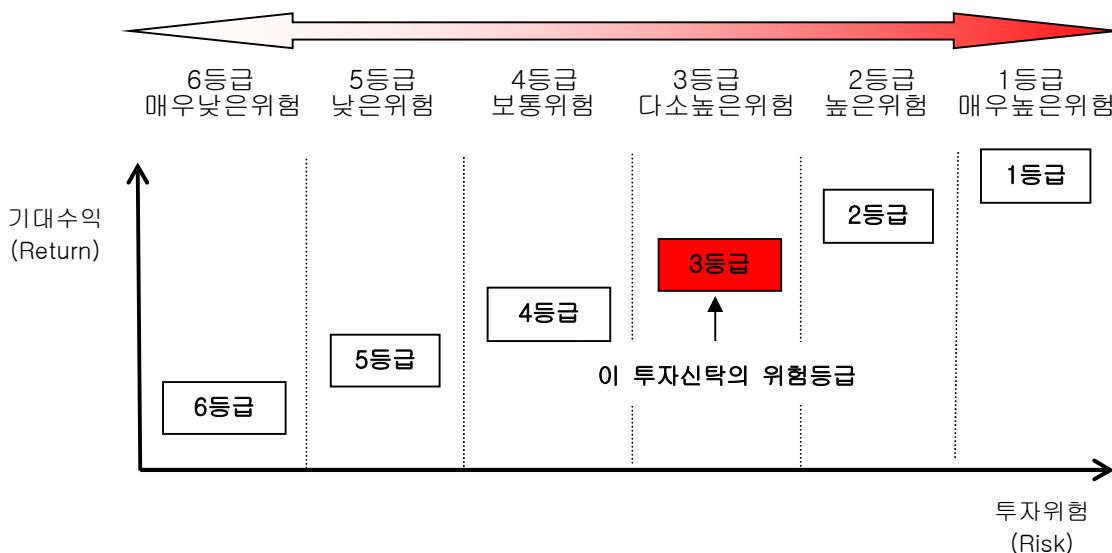 6등급 5등급 4등급 3등급 2등급 1등급
매우낮은위험 낮은위험 보통위험 다소높은위험 높은위험 매우높은위험
1등급
2등급
기대수익
(Return)
3등급
4등급
5등급
이 투자신탁의 위험등급
6등급
투자위험
(Risk)